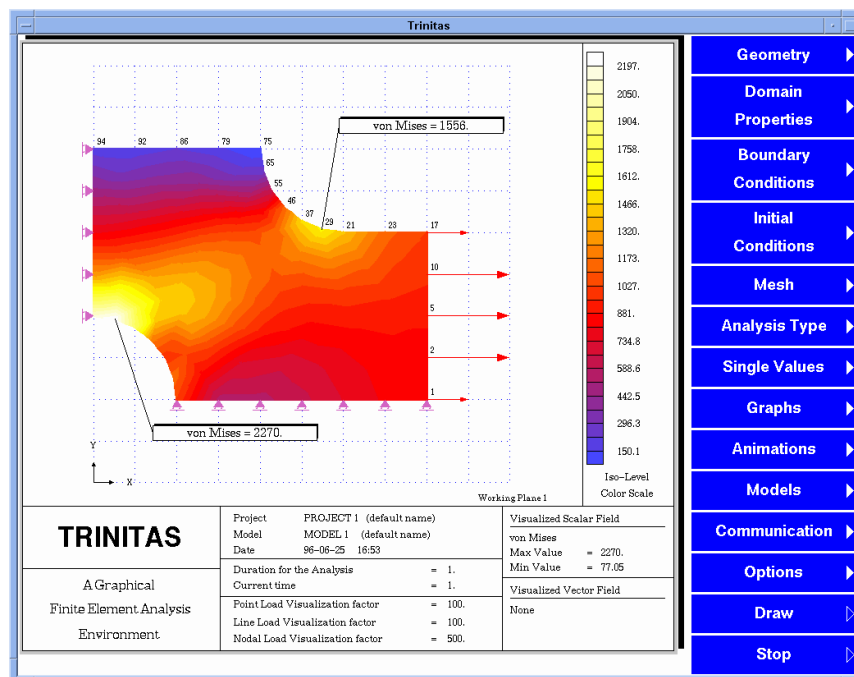 Trinitas
94 92 86 79 75
65
55
46
37
29 21 23 17
10
5
2
1
von Mises = 1556.
von Mises = 2270.
Y
X
Working Plane 1
2197.
2050.
1904.
1758.
1612.
1466.
1320.
1173.
1027.
881.
734.8
588.6
442.5
296.3
150.1
Iso-Level
Color Scale
TRINITAS
A Graphical
Finite Element Analysis
Environment
Project PROJECT 1 (default name)
Model MODEL 1 (default name)
Date 96-06-25 16:53
Duration for the Analysis = 1.
Current time = 1.
Point Load Visualization factor = 100.
Line Load Visualization factor = 100.
Nodal Load Visualization factor = 500.
Visualized Scalar Field
von Mises
Max Value = 2270.
Min Value = 77.05
Visualized Vector Field
None
Geometry
Domain
Properties
Boundary
Conditions
Initial
Conditions
Mesh
Analysis Type
Single Values
Graphs
Animations
Models
Communication
Options
Draw
Stop